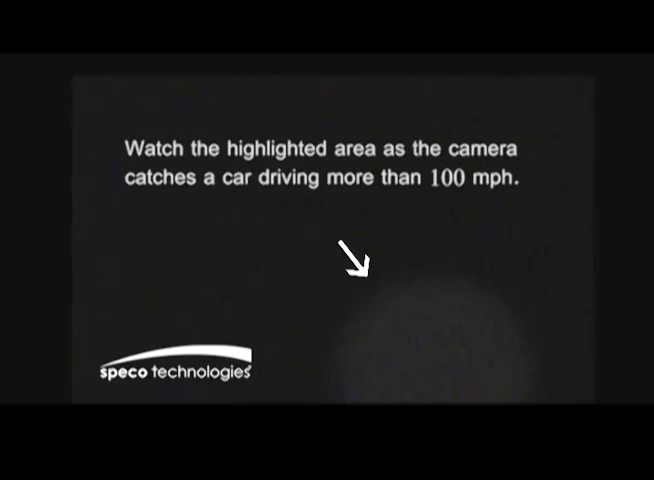 Watch the highlighted area as the camera
catches a car driving more than 100 mph.
speco technologies